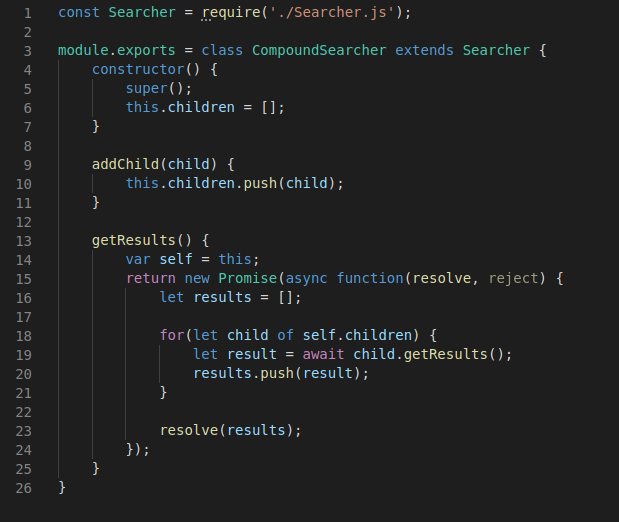 1 const Searcher = require('./Searcher.js');
2
3 module.exports = class CompoundSearcher extends Searcher {
4     constructor() {
5         super();
6         this.children = [];
7     }
8
9     addChild(child) {
10         this.children.push(child);
11     }
12
13     getResults() {
14         var self = this;
15         return new Promise(async function(resolve, reject) {
16             let results = [];
17
18             for(let child of self.children) {
19                 let result = await child.getResults();
20                 results.push(result);
21             }
22
23             resolve(results);
24         });
25     }
26 }